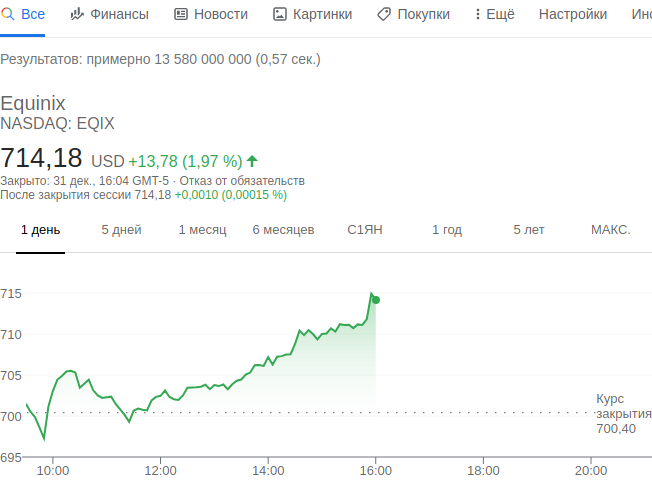 Все Финансы Новости Картинки Покупки Ещё Настройки Инс
Результатов: примерно 13 580 000 000 (0,57 сек.)
Equinix
NASDAQ: EQIX
714,18 USD +13,78 (1,97 %)
Закрыто: 31 дек., 16:04 GMT-5 · Отказ от обязательств
После закрытия сессии 714,18 +0,0010 (0,00015 %)
1 день 5 дней 1 месяц 6 месяцев С1ЯН 1 год 5 лет МАКС.
715
710
705
700
695
Курс
закрытия
700,40
10:00 12:00 14:00 16:00 18:00 20:00